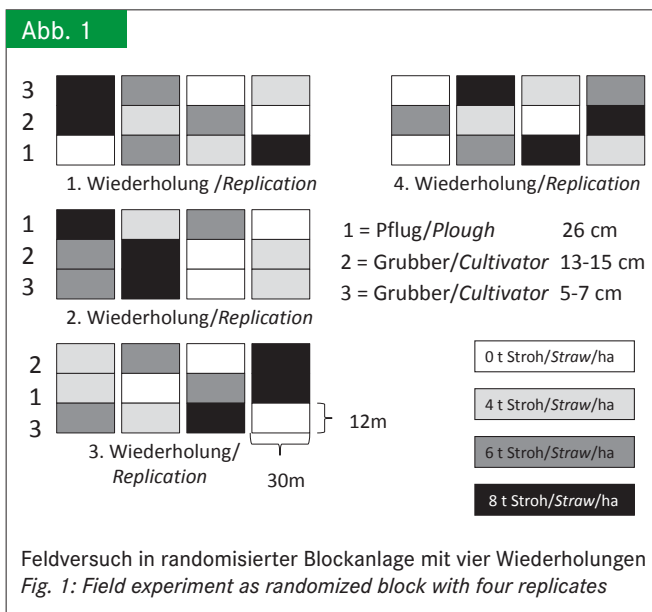 Abb. 1
3
2
1
1. Wiederholung /Replication
4. Wiederholung/Replication
1
2
3
2. Wiederholung/Replication
1 = Pflug/Plough 26 cm
2 = Grubber/Cultivator 13-15 cm
3 = Grubber/Cultivator 5-7 cm
2
1
3
3. Wiederholung/
Replication
12m
30m
0 t Stroh/Straw/ha
4 t Stroh/Straw/ha
6 t Stroh/Straw/ha
8 t Stroh/Straw/ha
Feldversuch in randomisierter Blockanlage mit vier Wiederholungen
Fig. 1: Field experiment as randomized block with four replicates